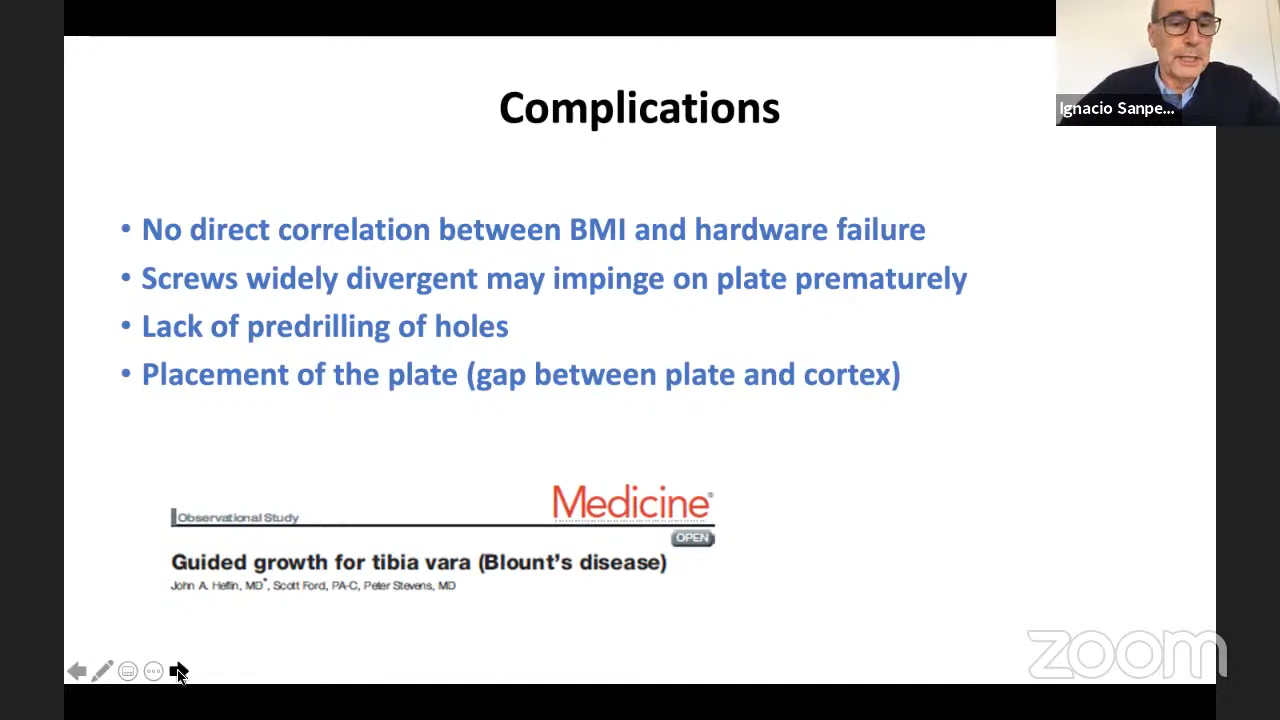 Complications
Ignacio Sanpe...
• No direct correlation between BMI and hardware failure
• Screws widely divergent may impinge on plate prematurely
• Lack of predrilling of holes
• Placement of the plate (gap between plate and cortex)
Observational Study
Medicine®
OPEN
Guided growth for tibia vara (Blount's disease)
John A. Heflin, MD*, Scott Ford, PA-C, Peter Stevens, MD
zoom